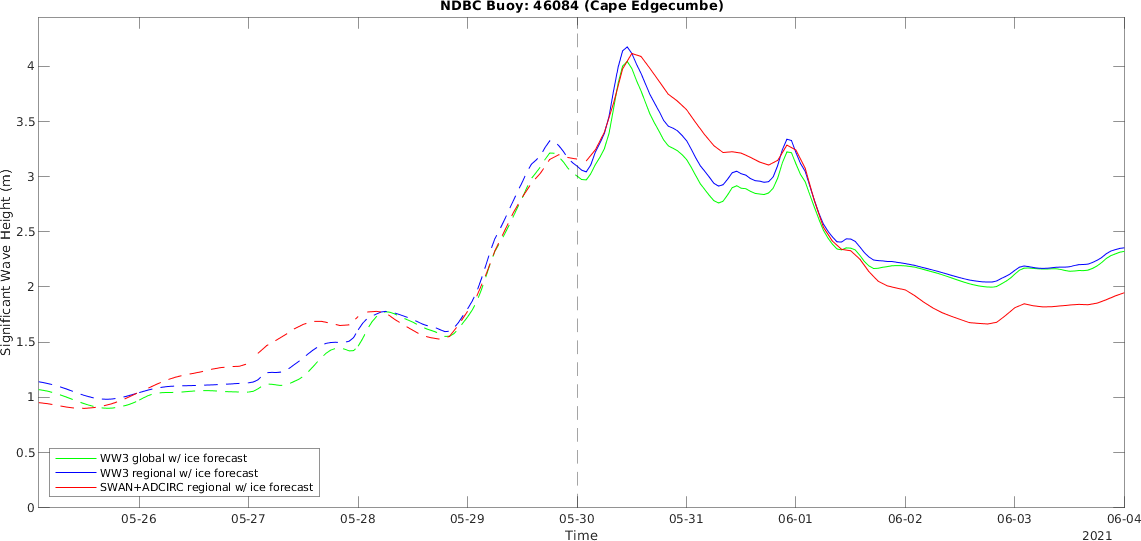 NDBC Buoy: 46084 (Cape Edgecumbe)
Significant Wave Height (m)
4
3.5
3
2.5
2
1.5
1
0.5
0
WW3 global w/ ice forecast
WW3 regional w/ ice forecast
SWAN+ADCIRC regional w/ ice forecast
05-26 05-27 05-28 05-29 05-30 05-31 06-01 06-02 06-03 06-04
Time
2021